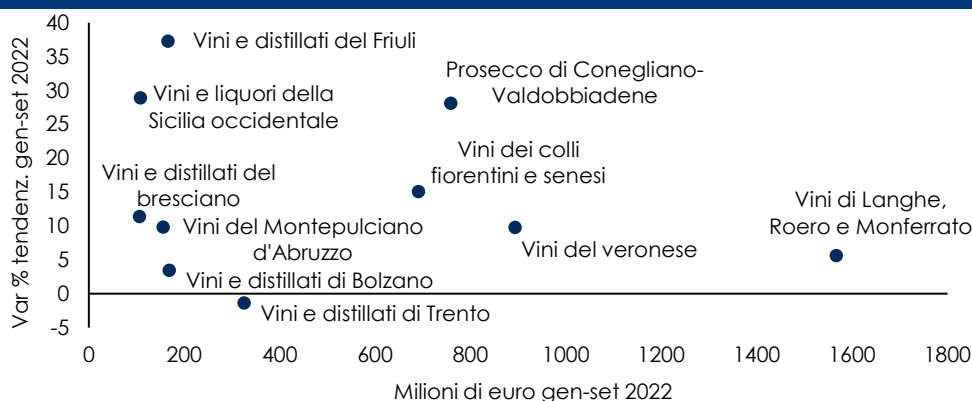 Var % tendenz. gen-set 2022
40
35
30
25
20
15
10
5
0
-5
Vini e distillati del Friuli
Prosecco di Conegliano-
Valdobbiadene
Vini e liquori della
Sicilia occidentale
Vini dei colli
fiorentini e senesi
Vini e distillati del
bresciano
Vini di Langhe,
Roero e Monferrato
Vini del Montepulciano
d'Abruzzo
Vini del veronese
Vini e distillati di Bolzano
Vini e distillati di Trento
0 200 400 600 800 1000 1200 1400 1600 1800
Milioni di euro gen-set 2022